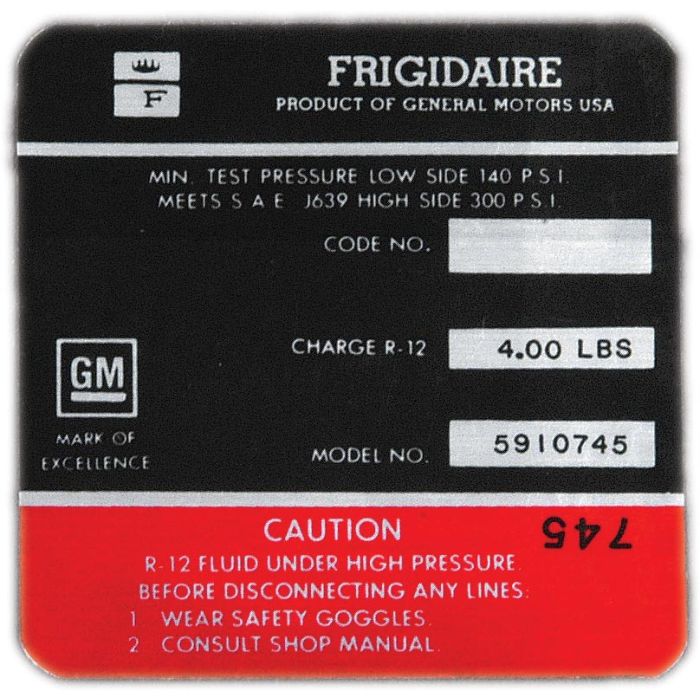 F
FRIGIDAIRE
PRODUCT OF GENERAL MOTORS USA
MIN. TEST PRESSURE LOW SIDE 140 P.S.I.
MEETS S A E J639 HIGH SIDE 300 P.S.I.
CODE NO.
CHARGE R-12 4.00 LBS
GM
MARK OF
EXCELLENCE
MODEL NO. 5910745
CAUTION
745
R-12 FLUID UNDER HIGH PRESSURE.
BEFORE DISCONNECTING ANY LINES:
1 WEAR SAFETY GOGGLES.
2 CONSULT SHOP MANUAL.